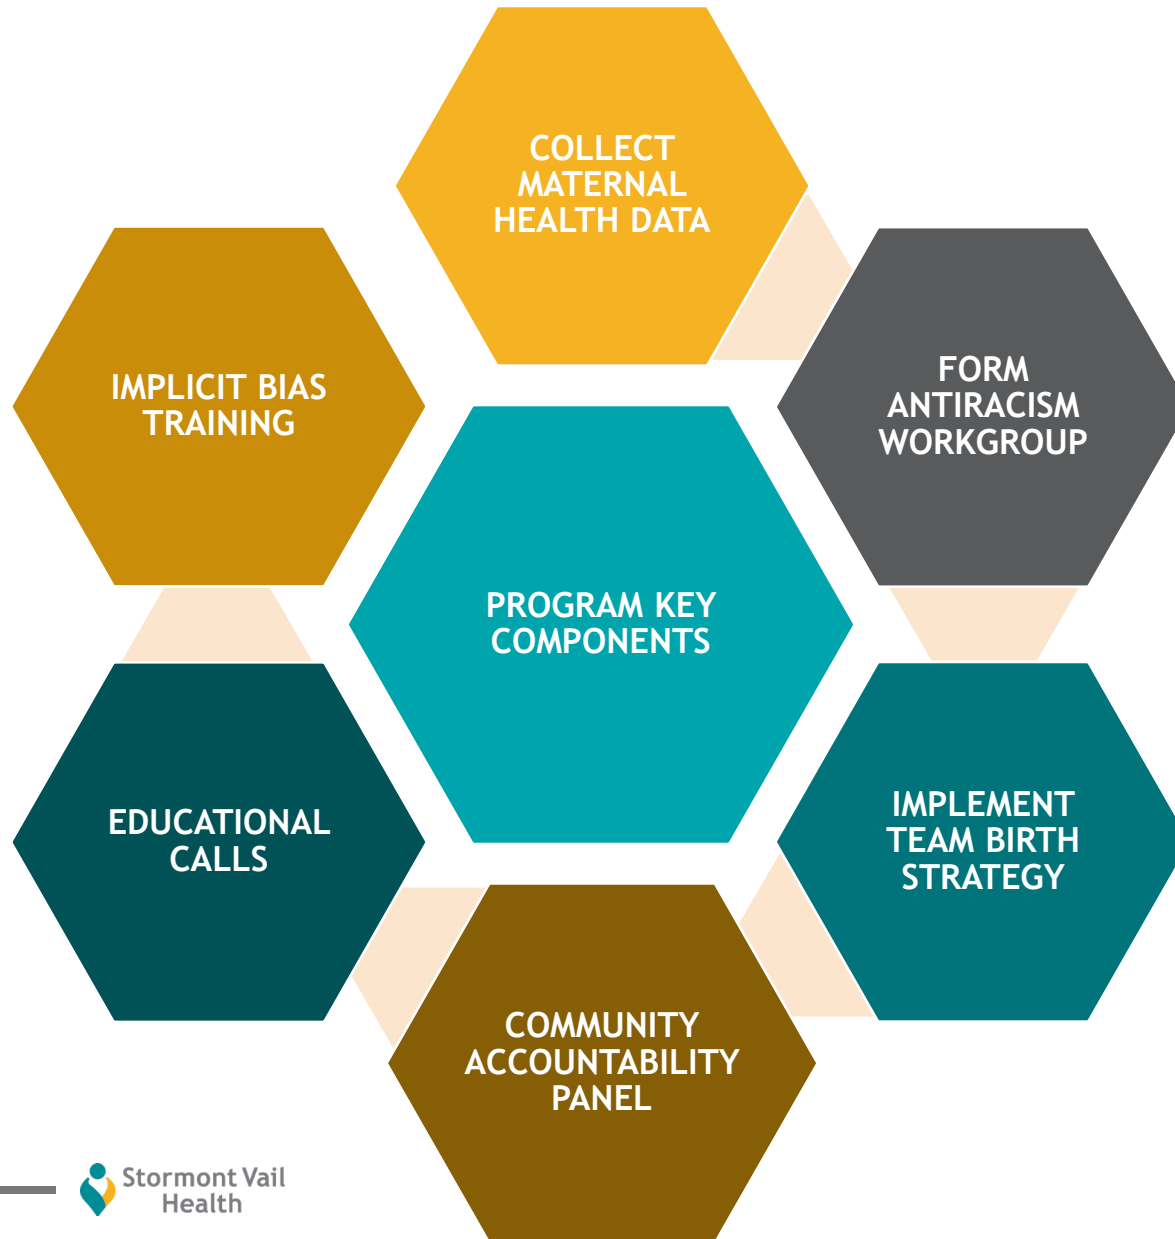 COLLECT
MATERNAL
HEALTH DATA
FORM
ANTIRACISM
WORKGROUP
IMPLEMENT
TEAM BIRTH
STRATEGY
COMMUNITY
ACCOUNTABILITY
PANEL
EDUCATIONAL
CALLS
IMPLICIT BIAS
TRAINING
PROGRAM KEY
COMPONENTS
Stormont Vail
Health